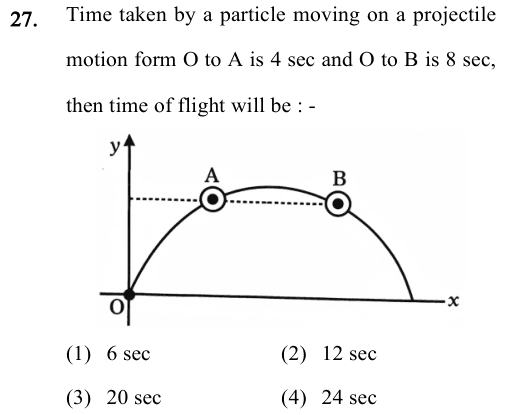 27. Time taken by a particle moving on a projectile
motion form O to A is 4 sec and O to B is 8 sec,
then time of flight will be : -
y
A
B
O
x
(1) 6 sec (2) 12 sec
(3) 20 sec (4) 24 sec